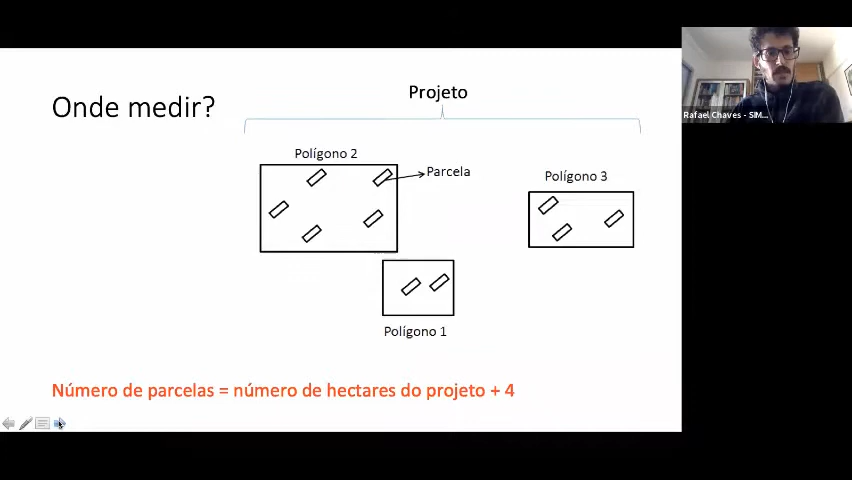 Onde medir?
Projeto
Polígono 2
Parcela
Polígono 3
Polígono 1
Número de parcelas = número de hectares do projeto + 4
Rafael Chaves - SIM...